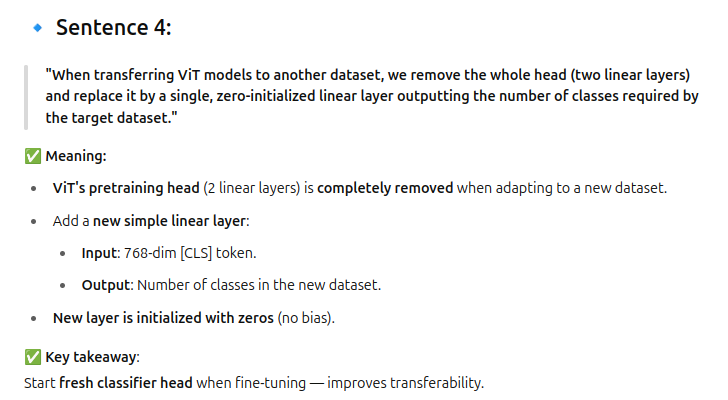 🔹 Sentence 4:
"When transferring ViT models to another dataset, we remove the whole head (two linear layers)
and replace it by a single, zero-initialized linear layer outputting the number of classes required by
the target dataset."
✅ Meaning:
• ViT's pretraining head (2 linear layers) is completely removed when adapting to a new dataset.
• Add a new simple linear layer:
• Input: 768-dim [CLS] token.
• Output: Number of classes in the new dataset.
• New layer is initialized with zeros (no bias).
✅ Key takeaway:
Start fresh classifier head when fine-tuning — improves transferability.